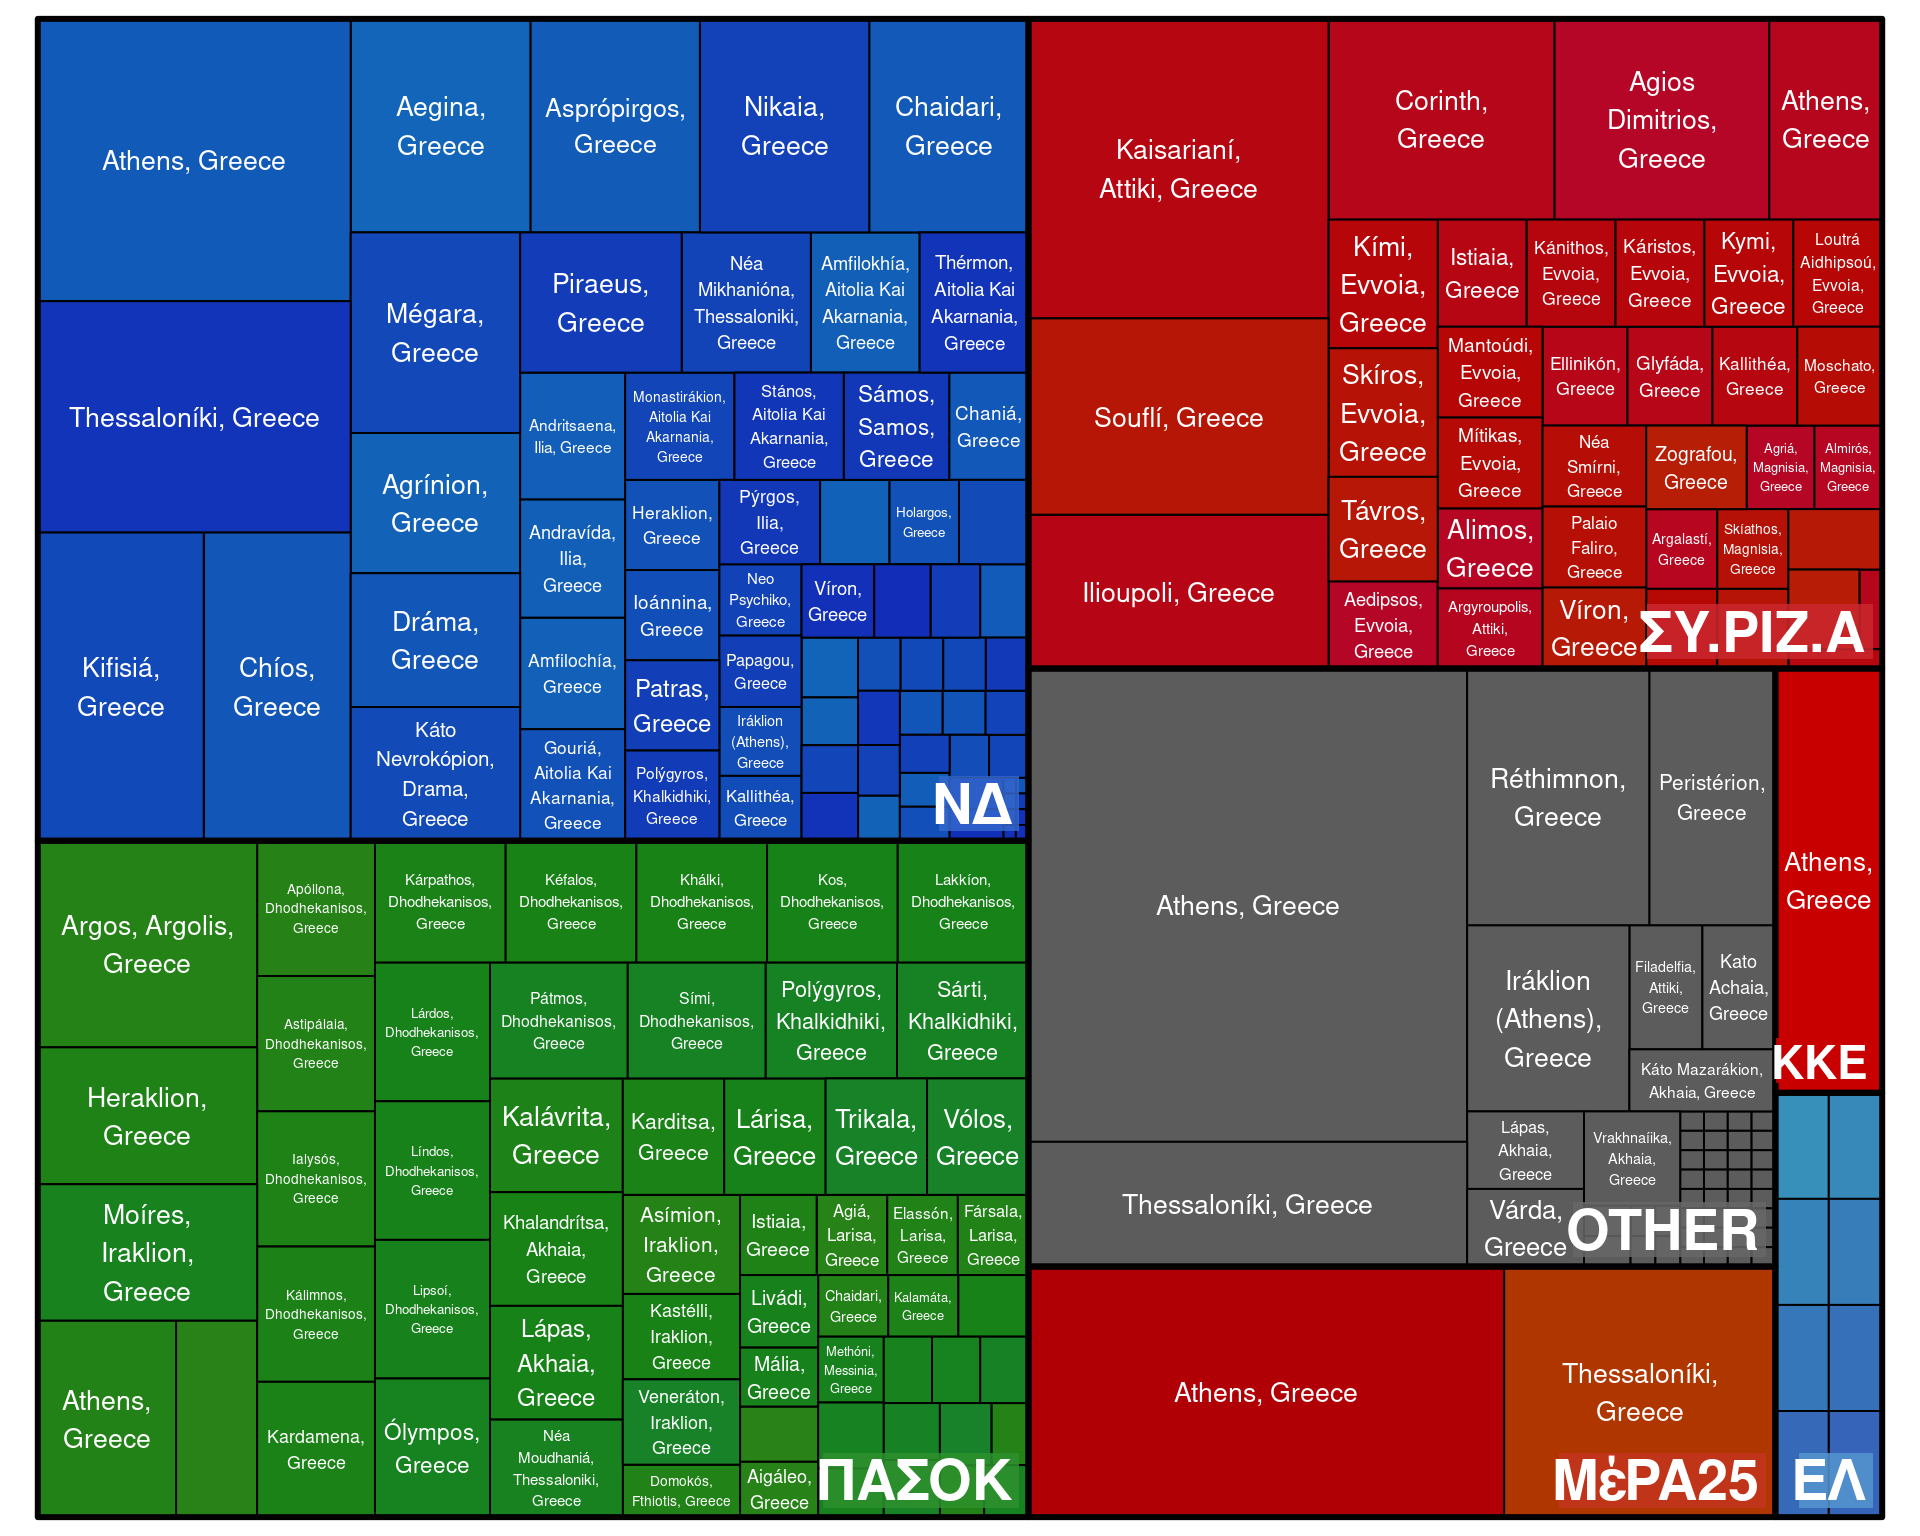 Athens, Greece
Thessaloníki, Greece
Kifisiá,
Greece
Chíos,
Greece
Aegina,
Greece
Asprópirgos,
Greece
Nikaia,
Greece
Chaidari,
Greece
Mégara,
Greece
Agrínion,
Greece
Dráma,
Greece
Káto
Nevrokópion,
Drama,
Greece
Piraeus,
Greece
Néa
Mikhanióna,
Thessaloniki,
Greece
Amfilokhía,
Aitolia Kai
Akarnania,
Greece
Thérmon,
Aitolia Kai
Akarnania,
Greece
Andritsaena,
Ilia, Greece
Andravída,
Ilia,
Greece
Amfilochía,
Greece
Gouriá,
Aitolia Kai
Akarnania,
Greece
Monastirákion,
Aitolia Kai
Akarnania,
Greece
Stános,
Aitolia Kai
Akarnania,
Greece
Sámos,
Samos,
Greece
Chaniá,
Greece
Heraklion,
Greece
Ioánnina,
Greece
Patras,
Greece
Polýgyros,
Khalkidhiki,
Greece
Pýrgos,
Ilia,
Greece
Holargos,
Greece
Neo
Psychiko,
Greece
Víron,
Greece
Papagou,
Greece
Iráklion
(Athens),
Greece
Kallithéa,
Greece
ΝΔ
Kaisarianí,
Attiki, Greece
Souflí, Greece
Ilioupoli, Greece
Corinth,
Greece
Agios
Dimitrios,
Greece
Athens,
Greece
Kími,
Evvoia,
Greece
Skíros,
Evvoia,
Greece
Távros,
Greece
Aedipsos,
Evvoia,
Greece
Istiaia,
Greece
Kánithos,
Evvoia,
Greece
Káristos,
Evvoia,
Greece
Kymi,
Evvoia,
Greece
Loutrá
Aidhipsoú,
Evvoia,
Greece
Mantoúdi,
Evvoia,
Greece
Mítikas,
Evvoia,
Greece
Alimos,
Greece
Argyroupolis,
Attiki,
Greece
Ellinikón,
Greece
Glyfáda,
Greece
Kallithéa,
Greece
Moschato,
Greece
Néa
Smírni,
Greece
Palaio
Faliro,
Greece
Víron,
Greece
Zografou,
Greece
Agriá,
Magnisia,
Greece
Almirós,
Magnisia,
Greece
Argalastí,
Greece
Skíathos,
Magnisia,
Greece
ΣΥ.ΡΙΖ.Α
Argos, Argolis,
Greece
Heraklion,
Greece
Moíres,
Iraklion,
Greece
Athens,
Greece
Apóllona,
Dhodhekanisos,
Greece
Astipálaia,
Dhodhekanisos,
Greece
Ialysós,
Dhodhekanisos,
Greece
Kálimnos,
Dhodhekanisos,
Greece
Kardamena,
Greece
Kárpathos,
Dhodhekanisos,
Greece
Kéfalos,
Dhodhekanisos,
Greece
Khálki,
Dhodhekanisos,
Greece
Kos,
Dhodhekanisos,
Greece
Lakkíon,
Dhodhekanisos,
Greece
Lárdos,
Dhodhekanisos,
Greece
Líndos,
Dhodhekanisos,
Greece
Lipsoí,
Dhodhekanisos,
Greece
Ólympos,
Greece
Pátmos,
Dhodhekanisos,
Greece
Sími,
Dhodhekanisos,
Greece
Polýgyros,
Khalkidhiki,
Greece
Sárti,
Khalkidhiki,
Greece
Kalávrita,
Greece
Khalandrítsa,
Akhaia,
Greece
Lápas,
Akhaia,
Greece
Néa
Moudhaniá,
Thessaloniki,
Greece
Karditsa,
Greece
Lárisa,
Greece
Trikala,
Greece
Vólos,
Greece
Asímion,
Iraklion,
Greece
Kastélli,
Iraklion,
Greece
Veneráton,
Iraklion,
Greece
Domokós,
Fthiotis, Greece
Istiaia,
Greece
Agiá,
Larisa,
Greece
Elassón,
Larisa,
Greece
Fársala,
Larisa,
Greece
Livádi,
Greece
Mália,
Greece
Aigáleo,
Greece
Chaidari,
Greece
Kalamáta,
Greece
Methóni,
Messinia,
Greece
ΠΑΣΟΚ
Athens, Greece
Thessaloníki, Greece
Réthimnon,
Greece
Peristérion,
Greece
Iráklion
(Athens),
Greece
Filadelfia,
Attiki,
Greece
Kato
Achaia,
Greece
Káto Mazarákion,
Akhaia, Greece
Lápas,
Akhaia,
Greece
Várda,
Greece
Vrakhnaíika,
Akhaia,
Greece
OTHER
Athens,
Greece
ΚΚΕ
Athens, Greece
Thessaloníki,
Greece
ΜέΡΑ25
ΕΛ